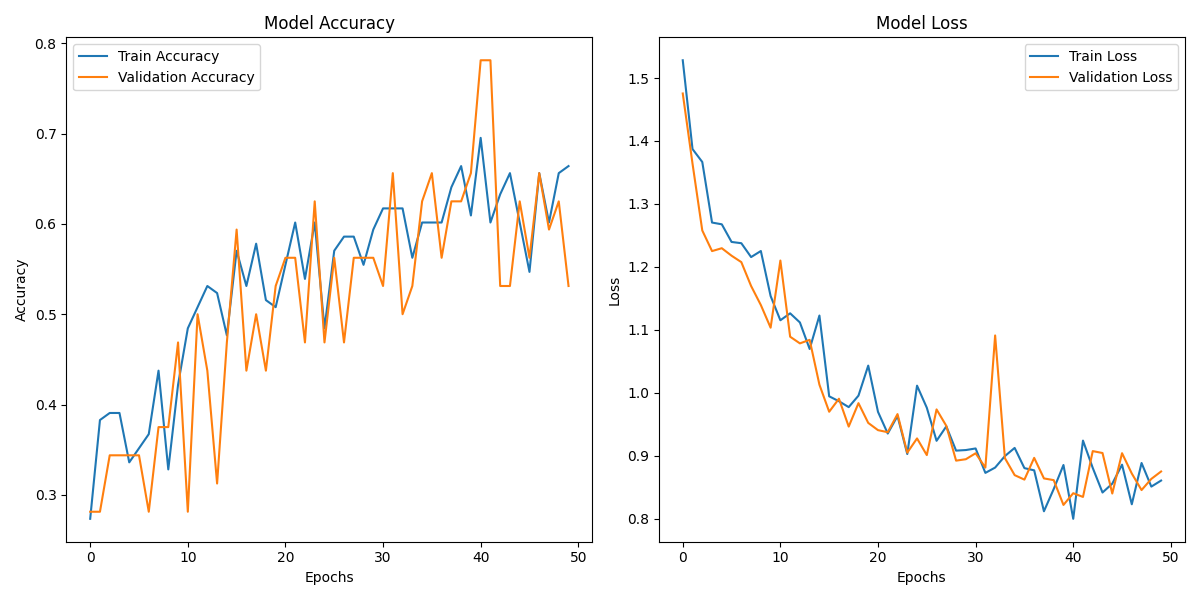 Model Accuracy
Train Accuracy
Validation Accuracy
Accuracy
0.8
0.7
0.6
0.5
0.4
0.3
0 10 20 30 40 50
Epochs
Model Loss
Train Loss
Validation Loss
Loss
1.5
1.4
1.3
1.2
1.1
1.0
0.9
0.8
0 10 20 30 40 50
Epochs